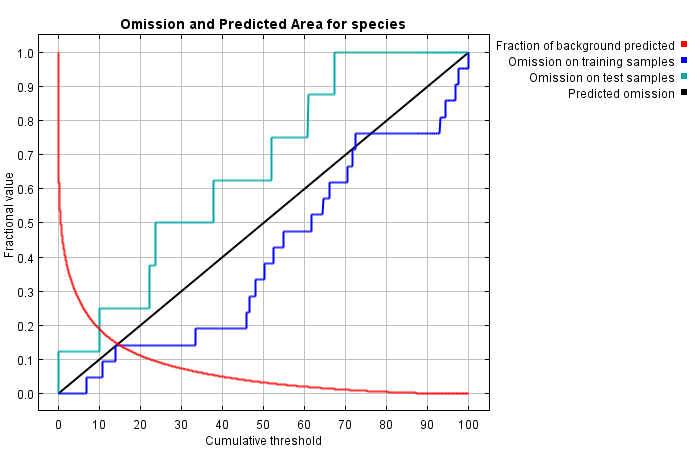 Omission and Predicted Area for species
Fraction of background predicted
Omission on training samples
Omission on test samples
Predicted omission
Fractional value
1.0
0.9
0.8
0.7
0.6
0.5
0.4
0.3
0.2
0.1
0.0
0 10 20 30 40 50 60 70 80 90 100
Cumulative threshold